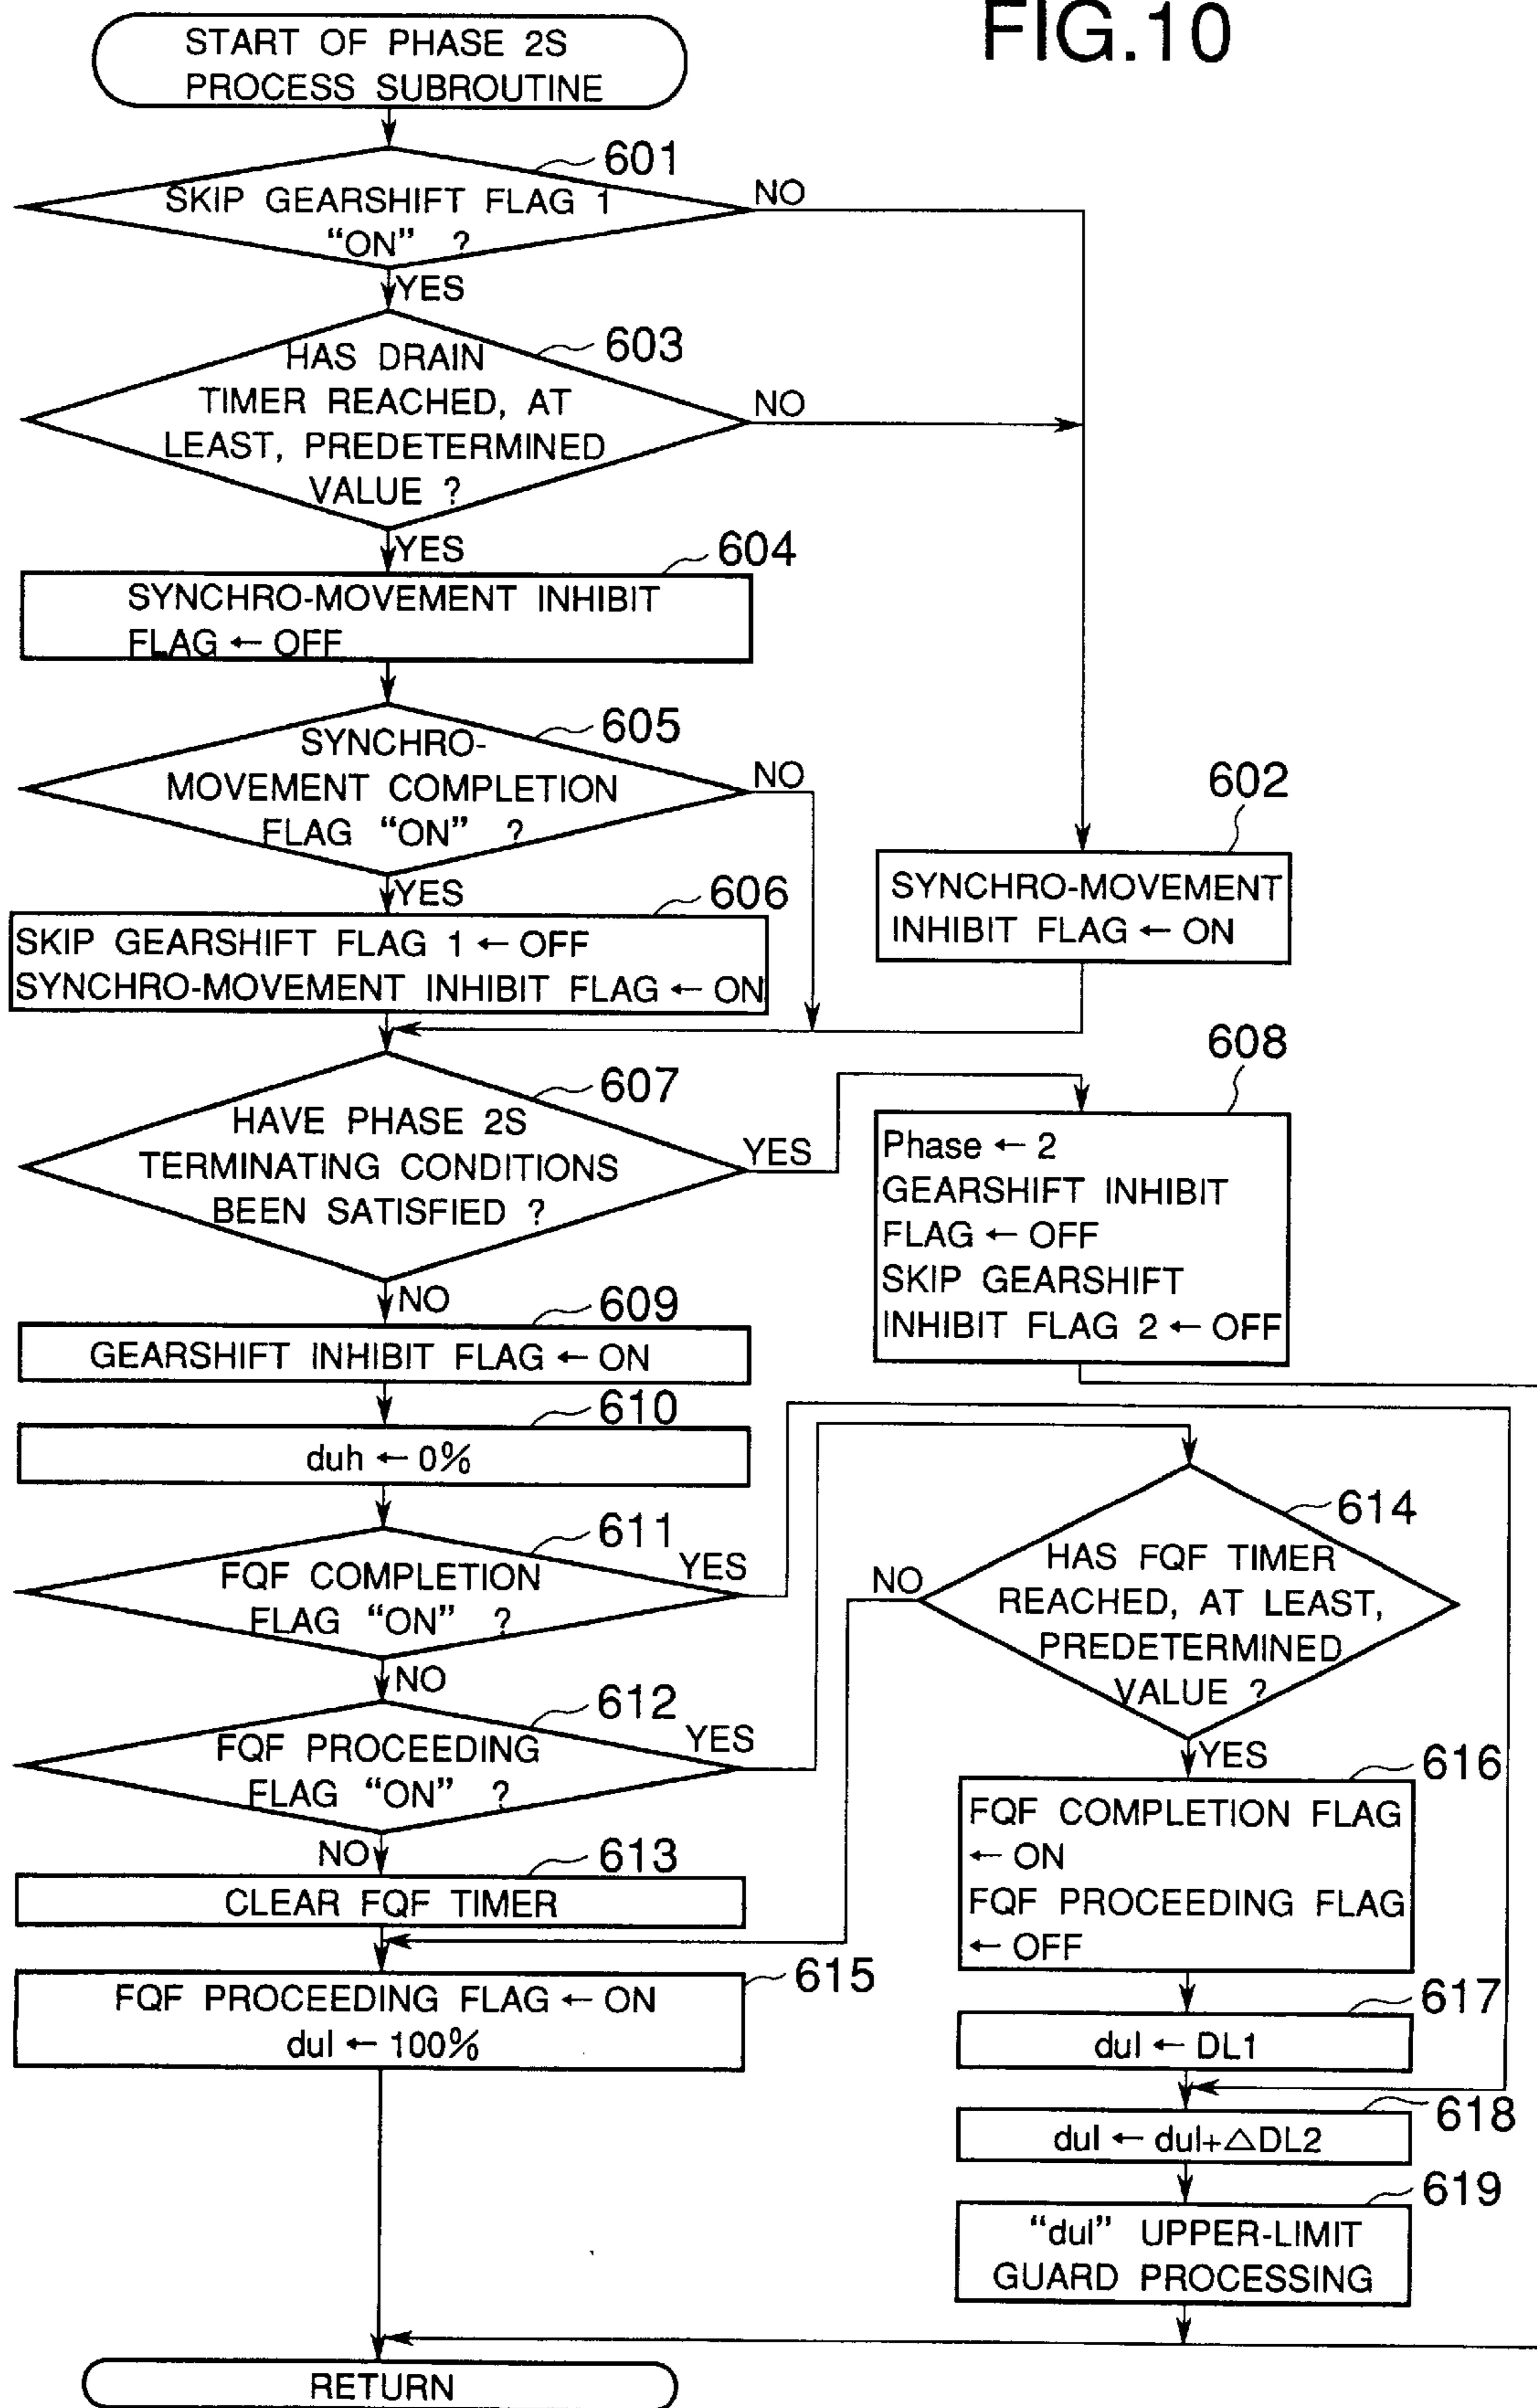 FIG.10
START OF PHASE 2S
PROCESS SUBROUTINE
601
SKIP GEARSHIFT FLAG 1
“ON” ?
NO
YES
603
HAS DRAIN
TIMER REACHED, AT
LEAST, PREDETERMINED
VALUE ?
NO
YES
604
SYNCHRO-MOVEMENT INHIBIT
FLAG ← OFF
605
SYNCHRO-
MOVEMENT COMPLETION
FLAG “ON” ?
NO
602
SYNCHRO-MOVEMENT
INHIBIT FLAG ← ON
YES
606
SKIP GEARSHIFT FLAG 1 ← OFF
SYNCHRO-MOVEMENT INHIBIT FLAG ← ON
607
HAVE PHASE 2S
TERMINATING CONDITIONS
BEEN SATISFIED ?
YES
608
Phase ← 2
GEARSHIFT INHIBIT
FLAG ← OFF
SKIP GEARSHIFT
INHIBIT FLAG 2 ← OFF
NO
609
GEARSHIFT INHIBIT FLAG ← ON
610
duh ← 0%
611
FQF COMPLETION
FLAG “ON” ?
YES
NO
612
FQF PROCEEDING
FLAG “ON” ?
YES
NO
613
CLEAR FQF TIMER
615
FQF PROCEEDING FLAG ← ON
dul ← 100%
614
HAS FQF TIMER
REACHED, AT LEAST,
PREDETERMINED
VALUE ?
NO
YES
616
FQF COMPLETION FLAG
← ON
FQF PROCEEDING FLAG
← OFF
617
dul ← DL1
618
dul ← dul+△DL2
619
“dul” UPPER-LIMIT
GUARD PROCESSING
RETURN